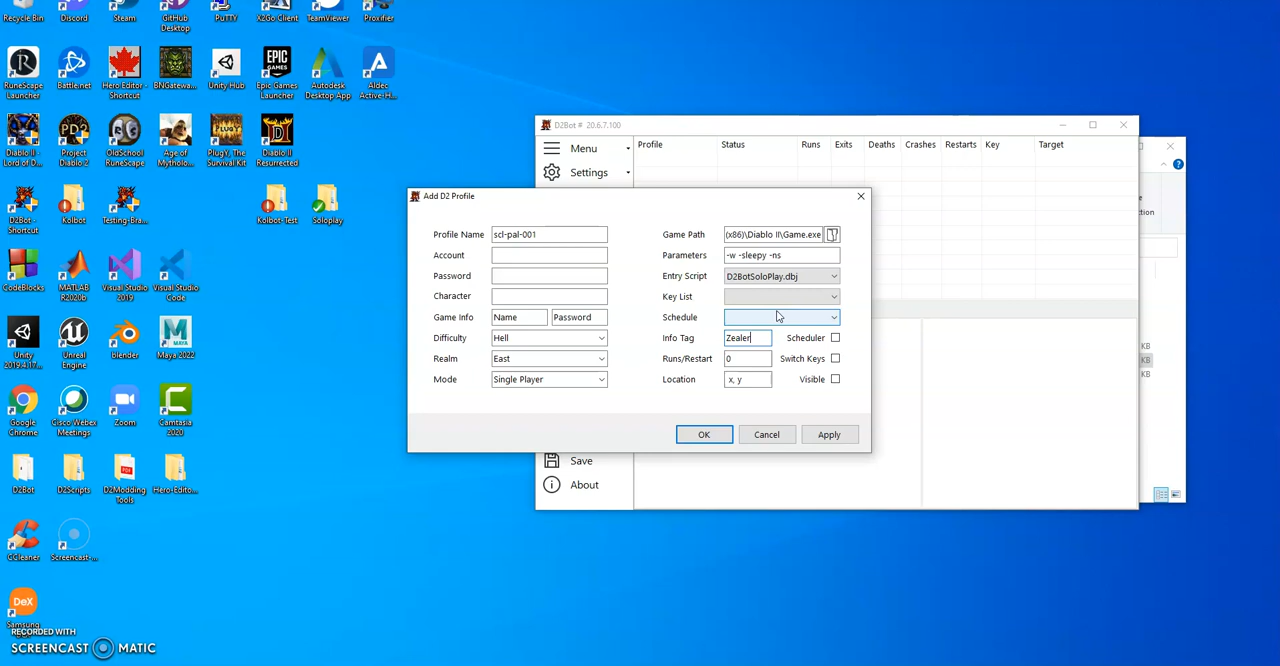 Recycle Bin
Discord
Steam
GitHub Desktop
PuTTY
X2Go Client
TeamViewer
Proxifier
RuneScape Launcher
Battle.net
Hero Editor - Shortcut
BNGatewa...
Unity Hub
Epic Games Launcher
Autodesk Desktop App
Aldec Active-H...
Diablo II - Lord of D...
Project Diablo 2
OldSchool RuneScape
Age of Mytholo...
PlugY, The Survival Kit
Diablo II Resurrected
D2Bot - Shortcut
Kolbot
Testing-Bra...
Kolbot-Test
Soloplay
CodeBlocks
MATLAB R2020b
Visual Studio 2019
Visual Studio Code
Unity 2019.4.17...
Unreal Engine
blender
Maya 2022
Google Chrome
Cisco Webex Meetings
Zoom
Camtasia 2020
D2Bot
D2Scripts
D2Modding Tools
Hero-Edito...
CCleaner
Screencast-...
DeX
Samsung
RECORDED WITH
SCREENCAST MATIC
D2Bot # 20.6.7.100
Menu
Settings
Profile Status Runs Exits Deaths Crashes Restarts Key Target
Add D2 Profile
Profile Name scl-pal-001
Account
Password
Character
Game Info Name Password
Difficulty Hell
Realm East
Mode Single Player
Game Path (x86)\Diablo II\Game.exe
Parameters -w -sleepy -ns
Entry Script D2BotSoloPlay.dbj
Key List
Schedule
Info Tag Zealer Scheduler
Runs/Restart 0 Switch Keys
Location x, y Visible
OK Cancel Apply
Save
About
e
ction
KB
KB
KB